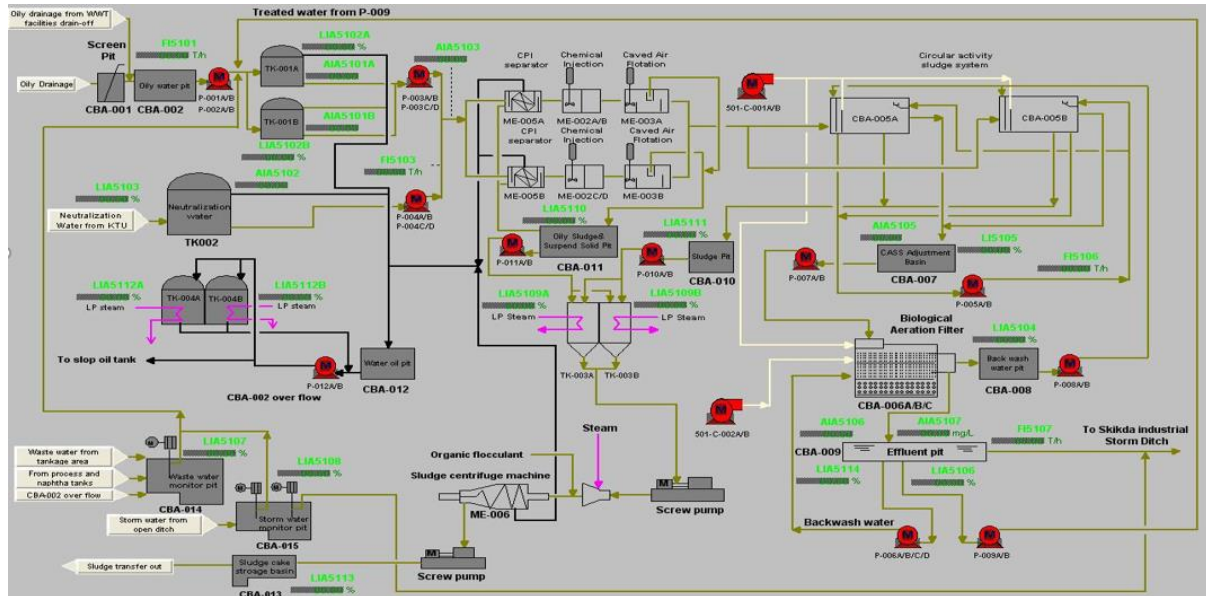 Oily drainage from WWT
facilities drain-off
Treated water from P-009
Screen
Pit
FI5101
T/h
Oily Drainage
Oily water pit
CBA-001
CBA-002
P-001A/B
P-002A/B
LIA5102A
%
TK-001A
AIA5101A
TK-001B
AIA5101B
LIA5102B
%
P-003A/B
P-003C/D
AIA5103
CPI
separator
Chemical
Injection
Caved Air
Flotation
ME-005A
ME-002A/B
ME-003A
CPI
separator
Chemical
Injection
Caved Air
Flotation
ME-005B
ME-002C/D
ME-003B
501-C-001A/B
Circular activity
sludge system
CBA-005A
CBA-005B
LIA5103
%
AIA5102
Neutralization
Water from KTU
Neutralization
water
TK002
FI5103
T/h
P-004A/B
P-004C/D
LIA5110
%
Oily Sludge&
Suspend Solid Pit
P-011A/B
CBA-011
LIA5111
%
P-010A/B
Sludge Pit
CBA-010
AIA5105
LI5105
%
CASS Adjustment
Basin
CBA-007
P-007A/B
FI5106
T/h
P-005A/B
LIA5112A
%
LP steam
TK-004A
TK-004B
LIA5112B
%
LP steam
To slop oil tank
P-012A/B
Water oil pit
CBA-012
CBA-002 over flow
LIA5109A
%
LP Steam
LIA5109B
%
LP Steam
TK-003A
TK-003B
Biological
Aeration Filter
LIA5104
%
Back wash
water pit
CBA-008
P-008A/B
CBA-006A/B/C
501-C-002A/B
AIA5106
AIA5107
mg/L
FI5107
T/h
To Skikda industrial
Storm Ditch
CBA-009
Effluent pit
LIA5114
%
LIA5106
%
Backwash water
P-006A/B/C/D
P-009A/B
LIA5107
%
Waste water from
tankage area
From process and
naphtha tanks
CBA-002 over flow
Waste water
monitor pit
CBA-014
LIA5108
%
Storm water from
open ditch
Storm water
monitor pit
CBA-015
Steam
Organic flocculant
Sludge centrifuge machine
ME-006
Screw pump
Screw pump
Sludge transfer out
Sludge cake
stroage basin
CBA-013
LIA5113
%